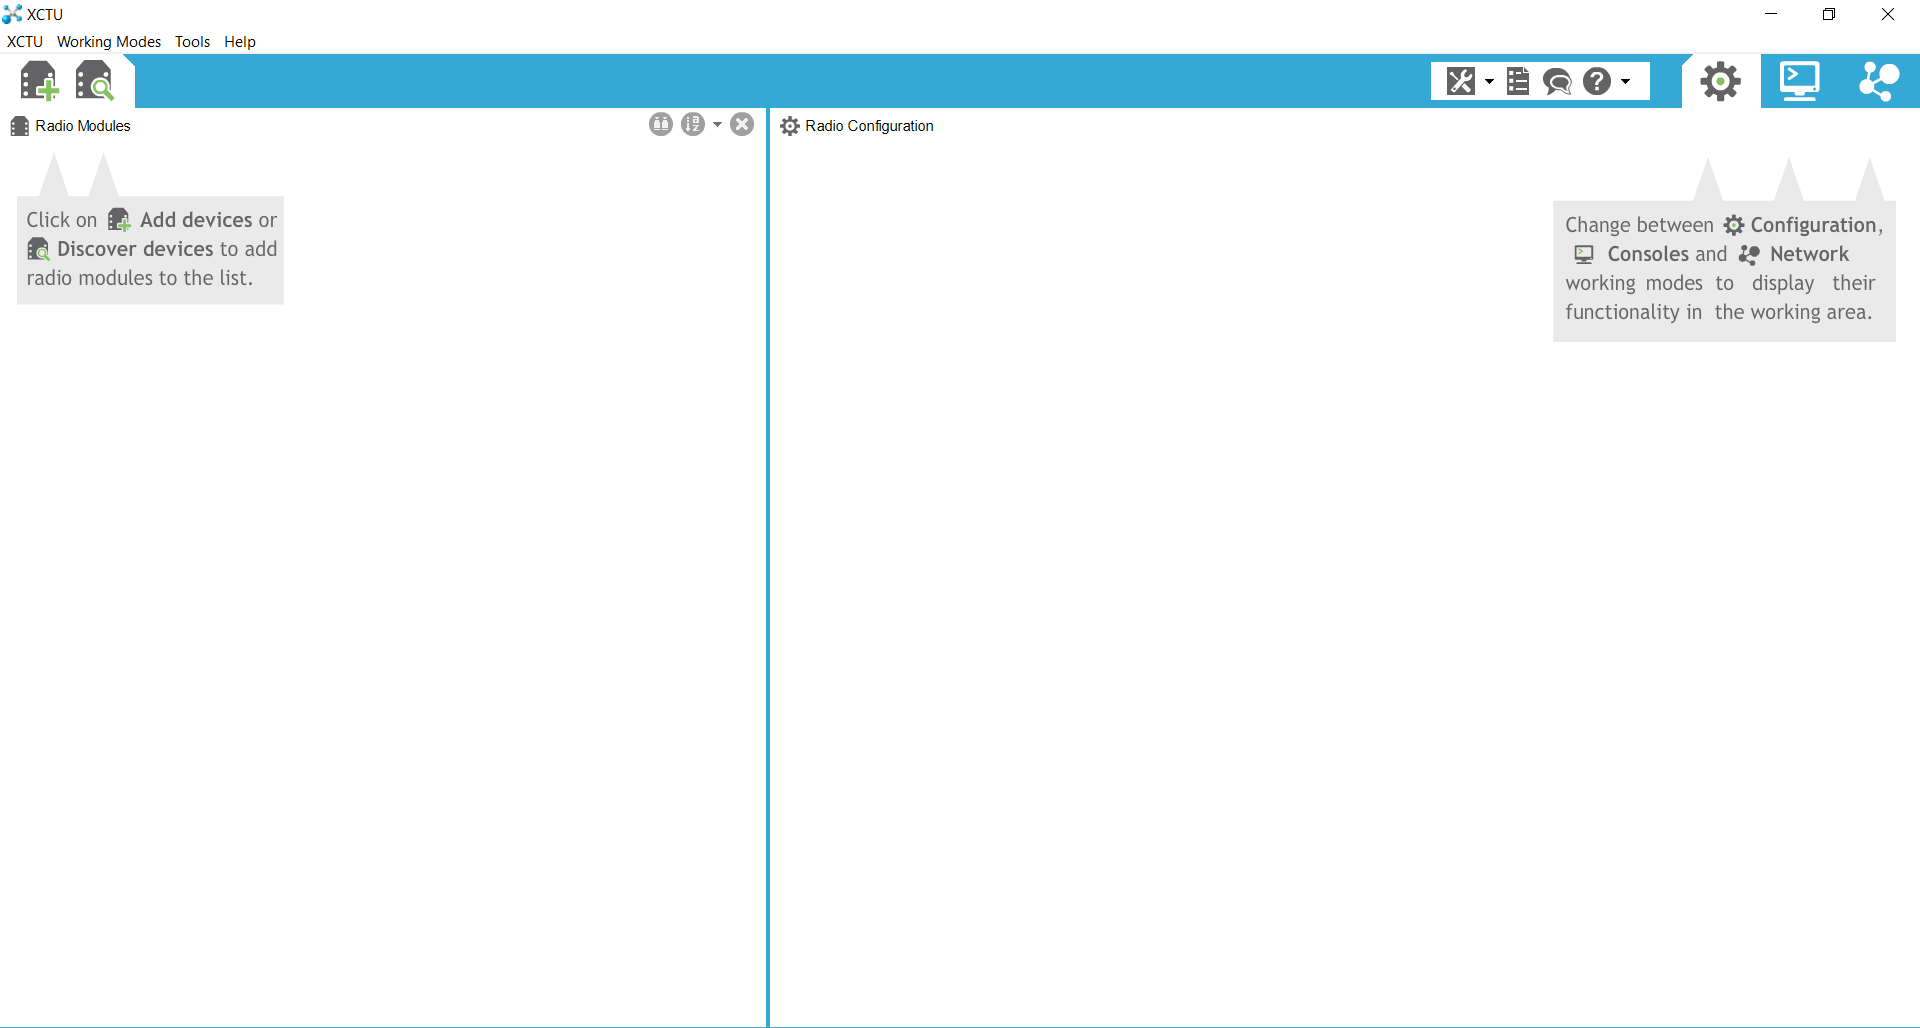 XCTU
XCTU Working Modes Tools Help
Radio Modules
Radio Configuration
Click on Add devices or
Discover devices to add
radio modules to the list.
Change between Configuration,
Consoles and Network
working modes to display their
functionality in the working area.